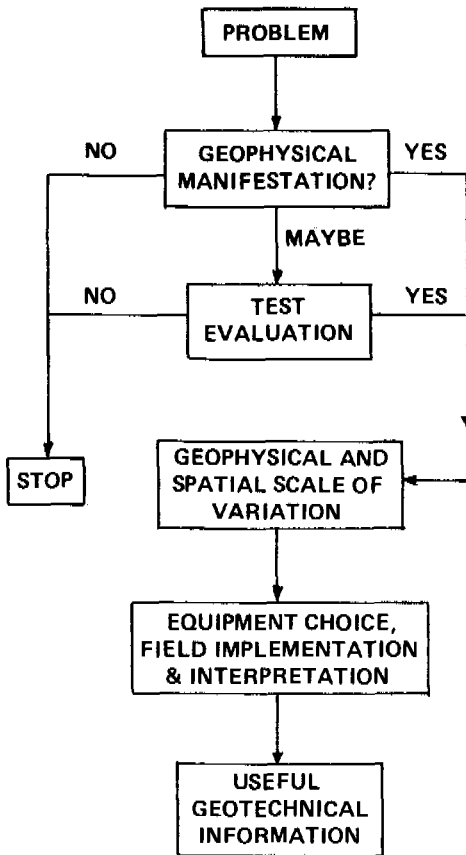 PROBLEM
NO
GEOPHYSICAL
MANIFESTATION?
YES
MAYBE
NO
TEST
EVALUATION
YES
STOP
GEOPHYSICAL AND
SPATIAL SCALE OF
VARIATION
EQUIPMENT CHOICE,
FIELD IMPLEMENTATION
& INTERPRETATION
USEFUL
GEOTECHNICAL
INFORMATION